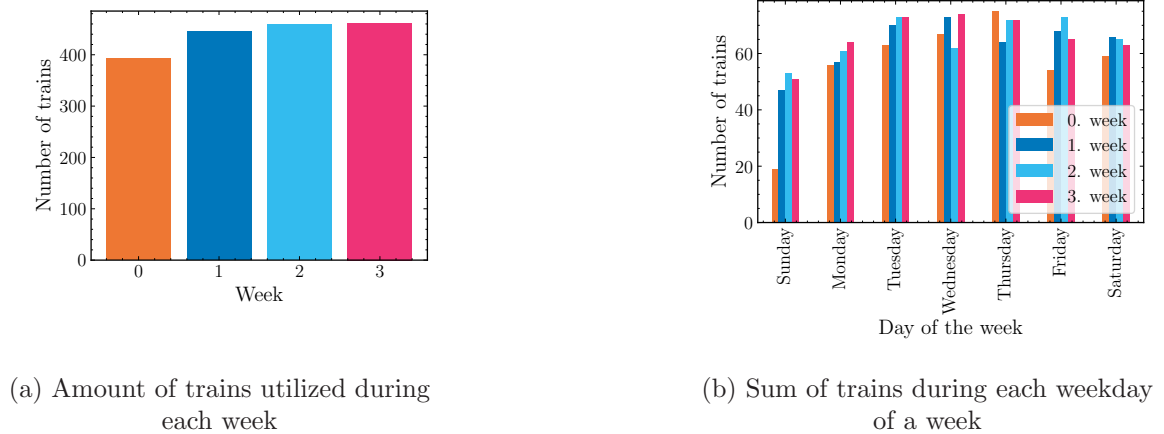 400
300
200
100
0
Number of trains
0 1 2 3
Week
60
40
20
0
Number of trains
0. week
1. week
2. week
3. week
Sunday
Monday
Tuesday
Wednesday
Thursday
Friday
Saturday
Day of the week
(a) Amount of trains utilized during
each week
(b) Sum of trains during each weekday
of a week